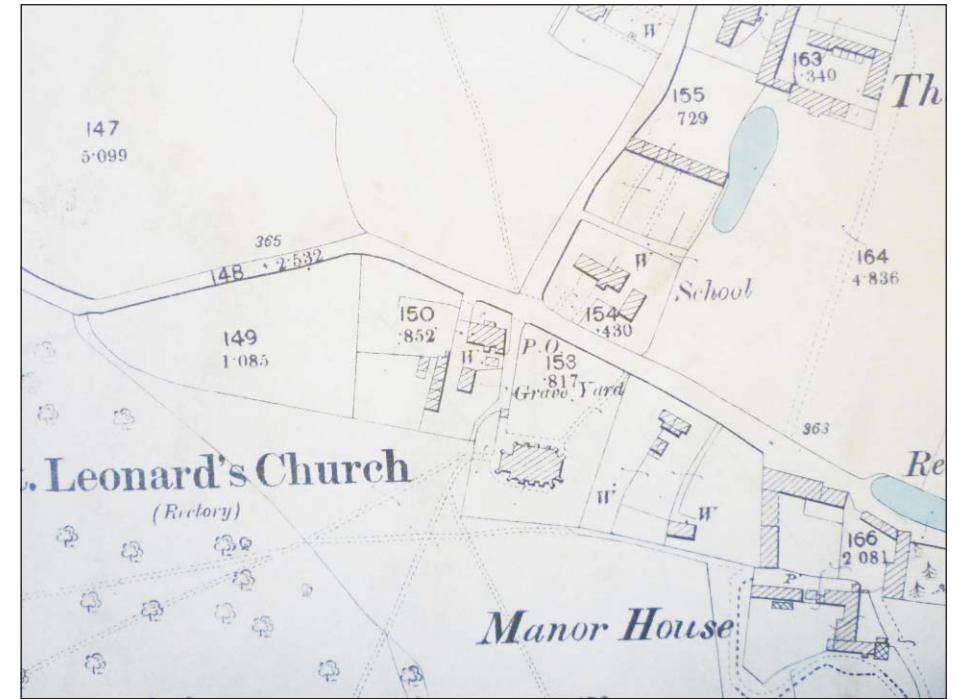 W
163
.340
Th
155
729
147
5.099
365
148 . 2.532
164
4.836
W
School
154
.430
150
.852
149
1.085
W
P.O.
153
.817
Grave Yard
363
. Leonard's Church
(Rectory)
Re
W
W
166
2.081
P
Manor House